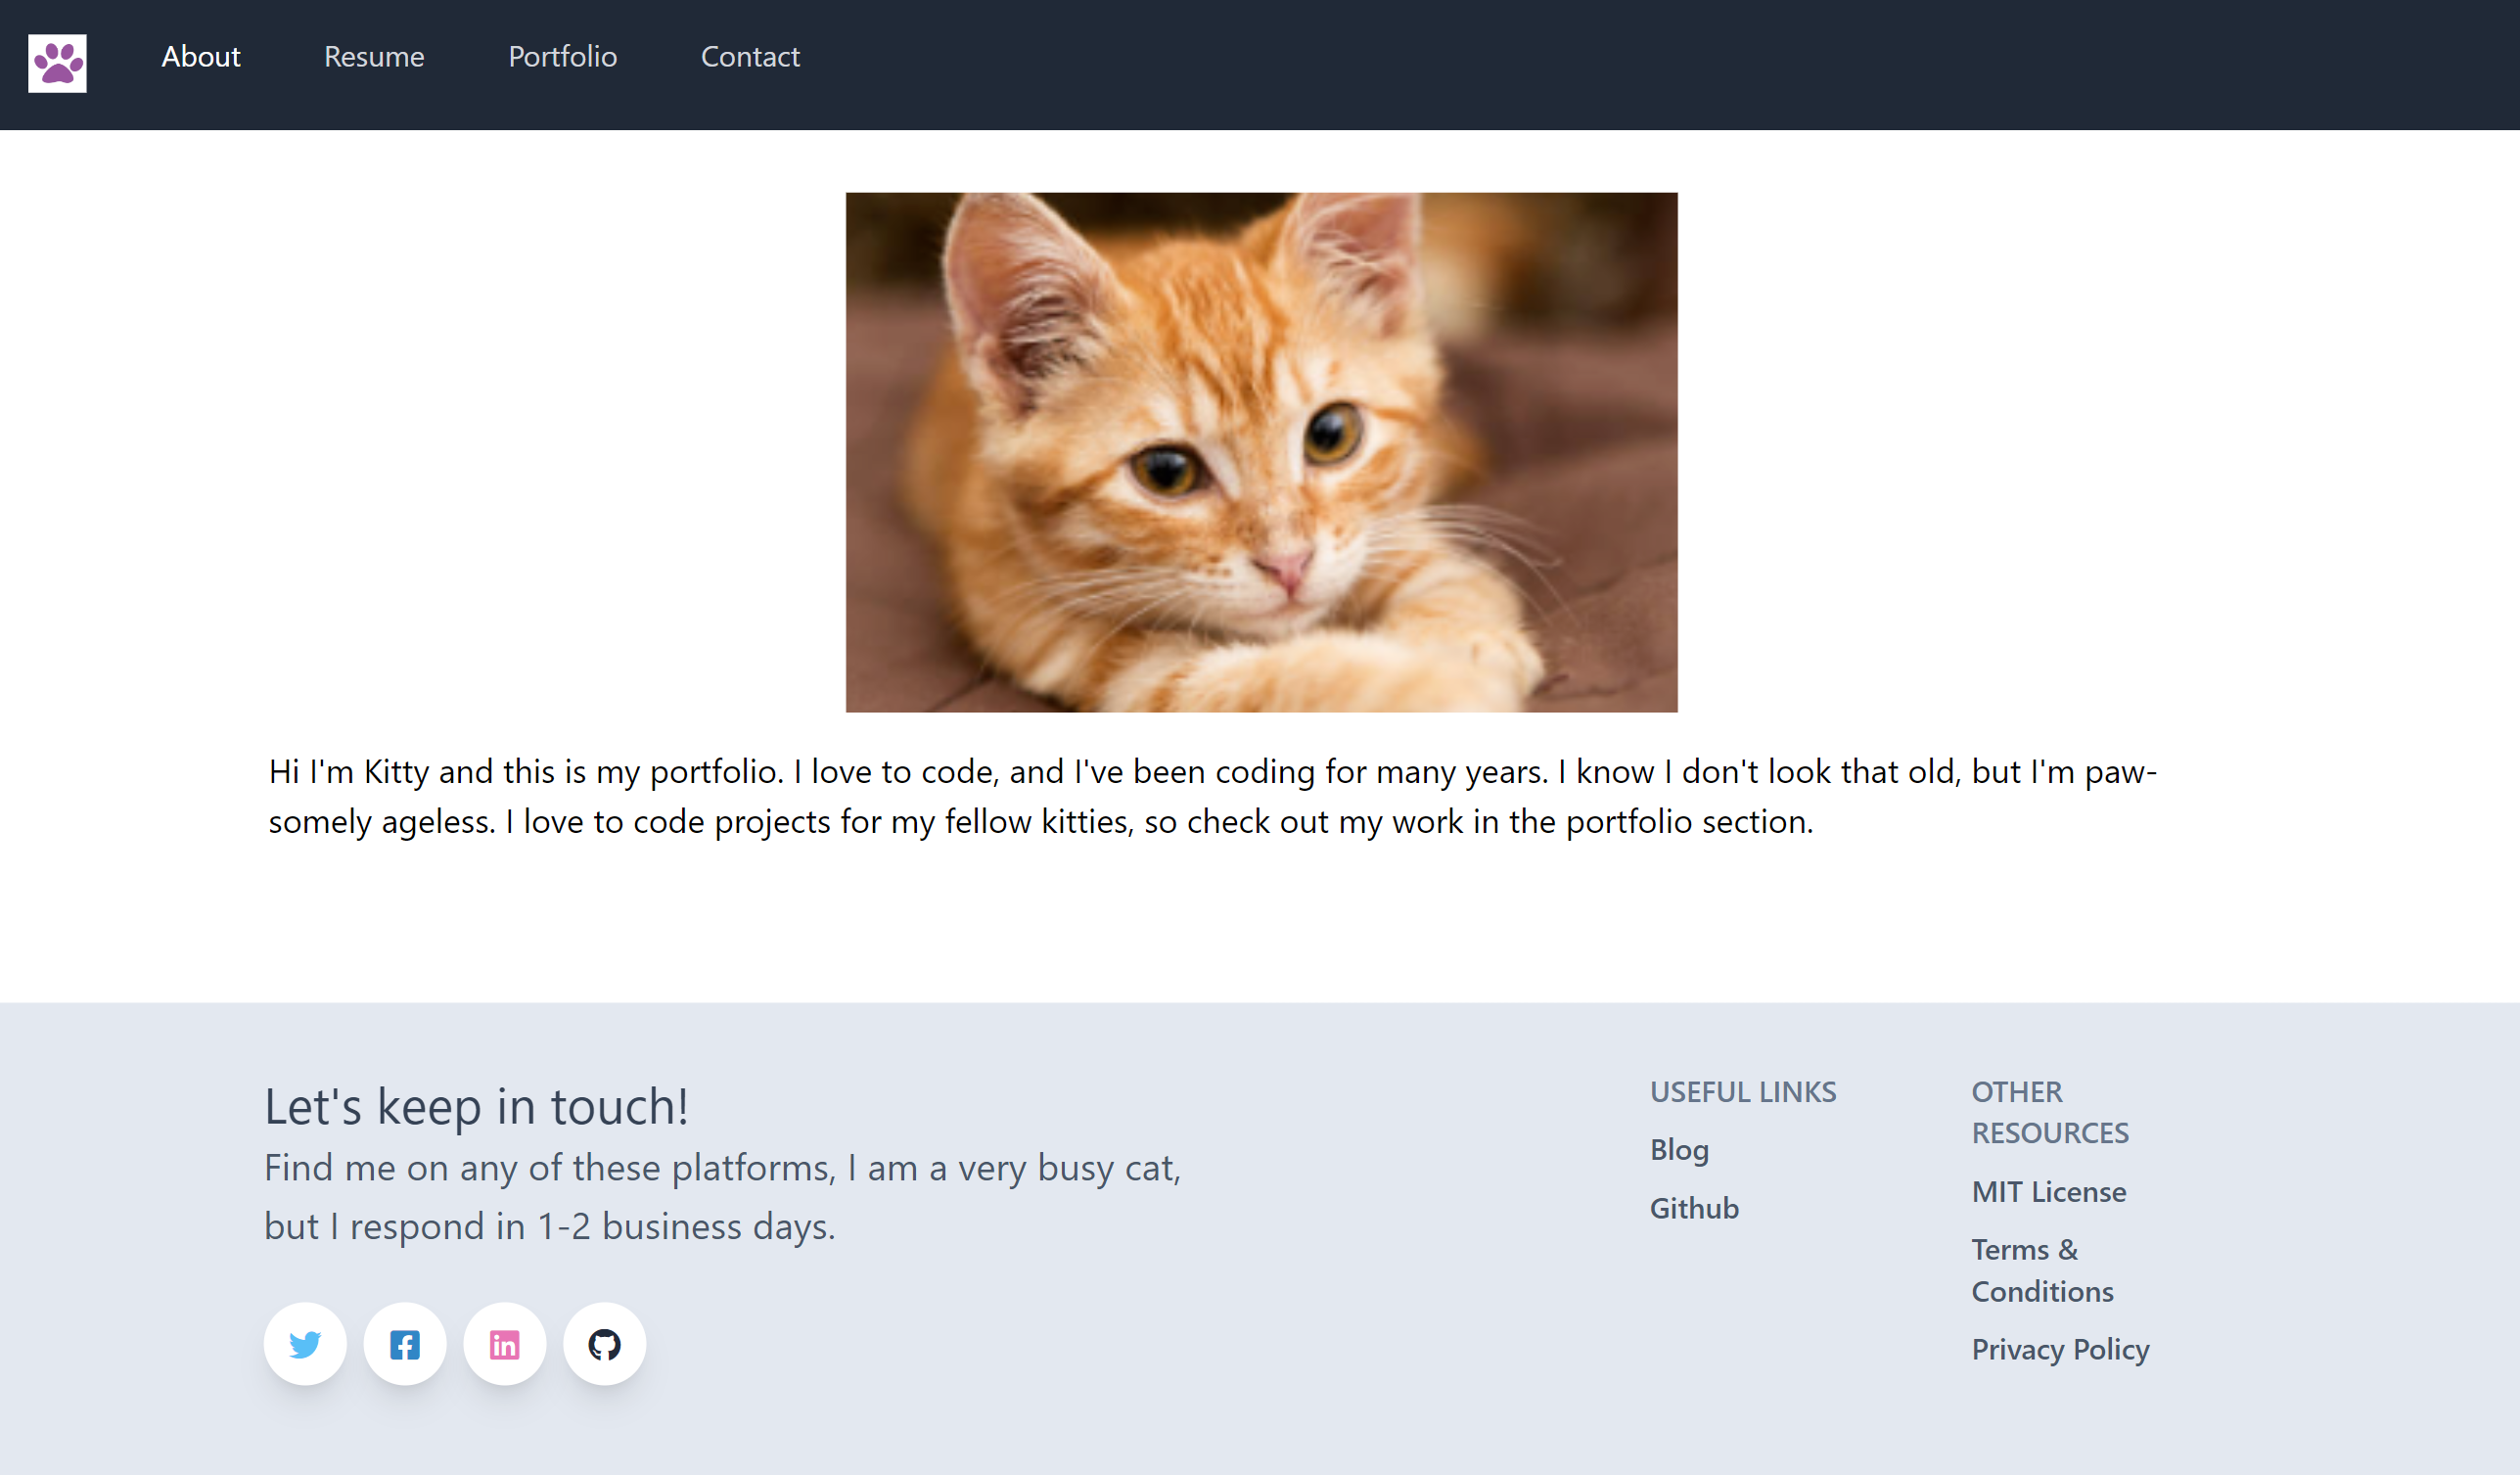 About
Resume
Portfolio
Contact
Hi I'm Kitty and this is my portfolio. I love to code, and I've been coding for many years. I know I don't look that old, but I'm paw-
somely ageless. I love to code projects for my fellow kitties, so check out my work in the portfolio section.
Let's keep in touch!
Find me on any of these platforms, I am a very busy cat,
but I respond in 1-2 business days.
USEFUL LINKS
Blog
Github
OTHER
RESOURCES
MIT License
Terms &
Conditions
Privacy Policy